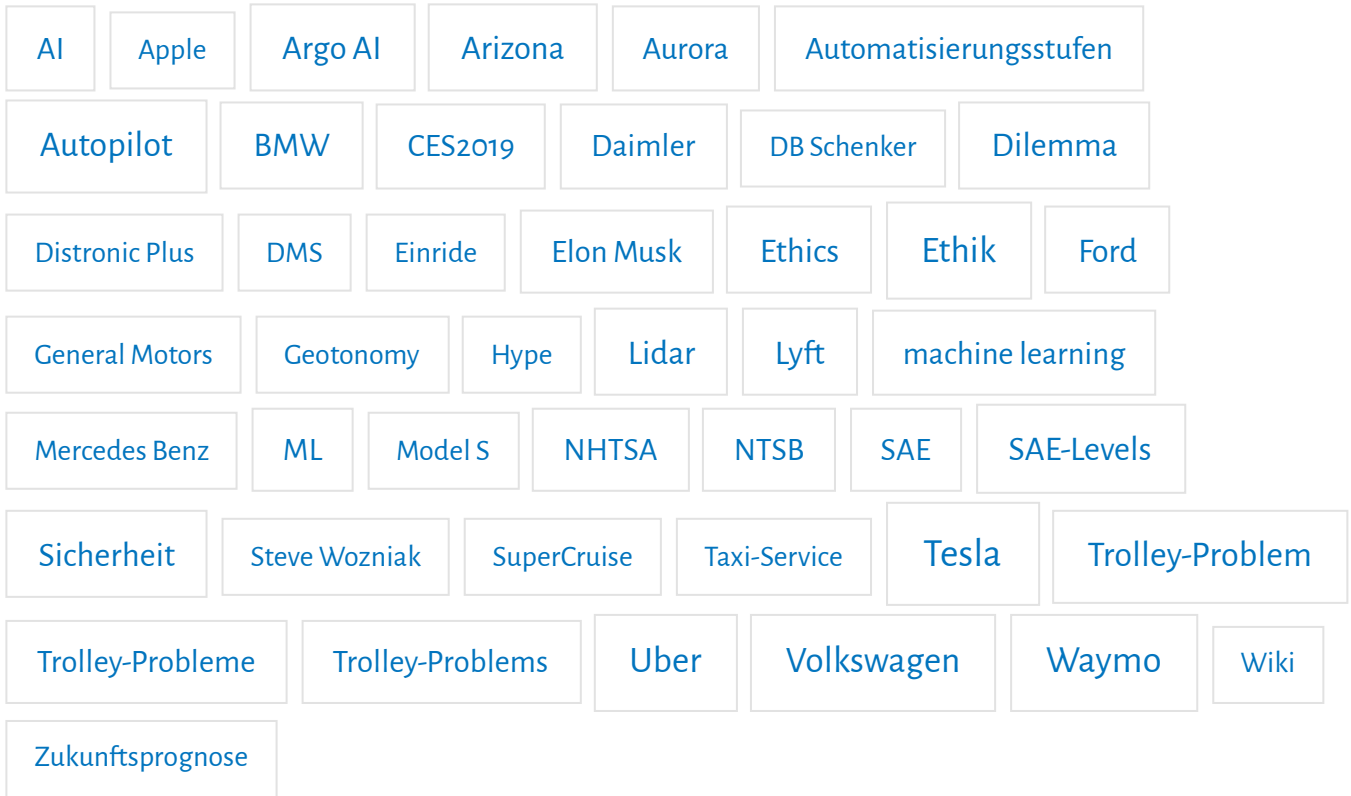 AI Apple Argo AI Arizona Aurora Automatisierungsstufen
Autopilot BMW CES2019 Daimler DB Schenker Dilemma
Distronic Plus DMS Einride Elon Musk Ethics Ethik Ford
General Motors Geotonomy Hype Lidar Lyft machine learning
Mercedes Benz ML Model S NHTSA NTSB SAE SAE-Levels
Sicherheit Steve Wozniak SuperCruise Taxi-Service Tesla Trolley-Problem
Trolley-Probleme Trolley-Problems Uber Volkswagen Waymo Wiki
Zukunftsprognose